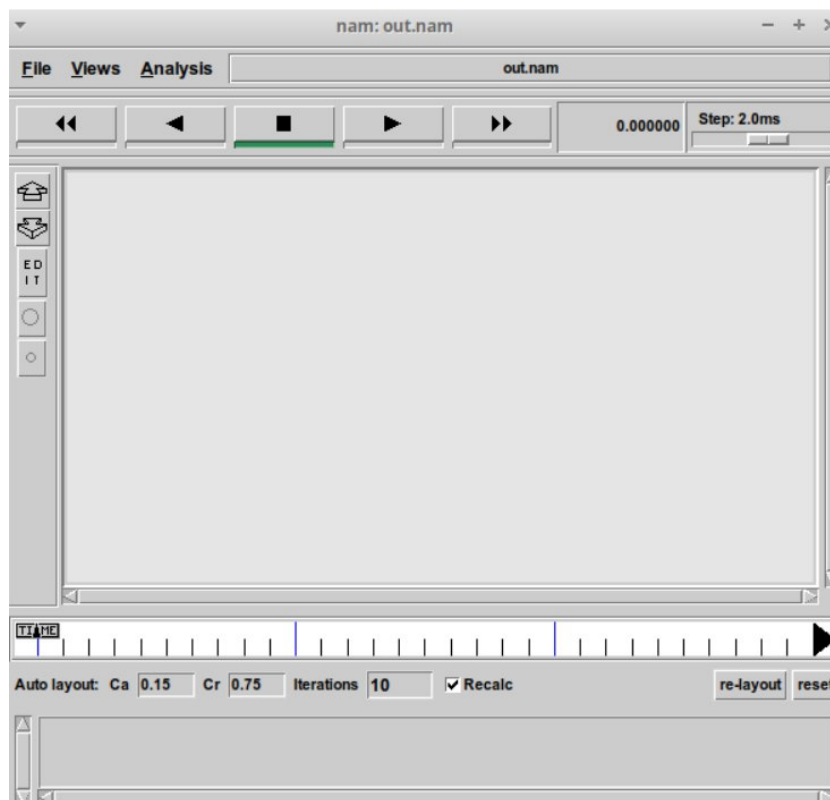 nam: out.nam
File Views Analysis out.nam
0.000000 Step: 2.0ms
E D
I T
TIME
Auto layout: Ca 0.15 Cr 0.75 Iterations 10 Recalc re-layout reset